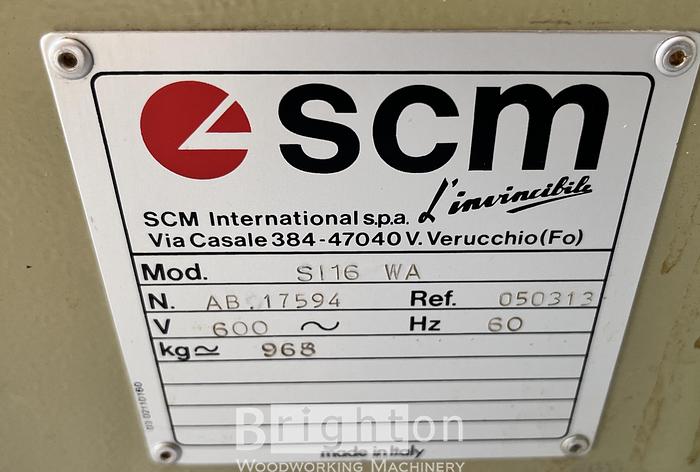 scm
L'invincibile
SCM International s.p.a.
Via Casale 384-47040 V. Verucchio (Fo)
Mod. SI16 WA
N. AB.17594 Ref. 050313
V 600 ~ Hz 60
kg≃ 968
made in Italy
Brighton
WOODWORKING MACHINERY